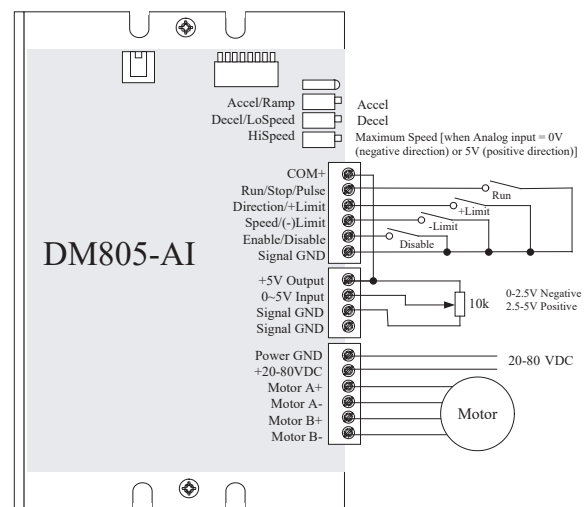 Accel/Ramp
Accel
Decel/LoSpeed
Decel
HiSpeed
Maximum Speed [when Analog input = 0V
(negative direction) or 5V (positive direction)]
COM+
Run/Stop/Pulse
Run
Direction/+Limit
+Limit
Speed/(-)Limit
-Limit
Enable/Disable
Disable
Signal GND
DM805-AI
+5V Output
0~5V Input
10k
0-2.5V Negative
2.5-5V Positive
Signal GND
Signal GND
Power GND
20-80 VDC
+20-80VDC
Motor A+
Motor A-
Motor
Motor B+
Motor B-